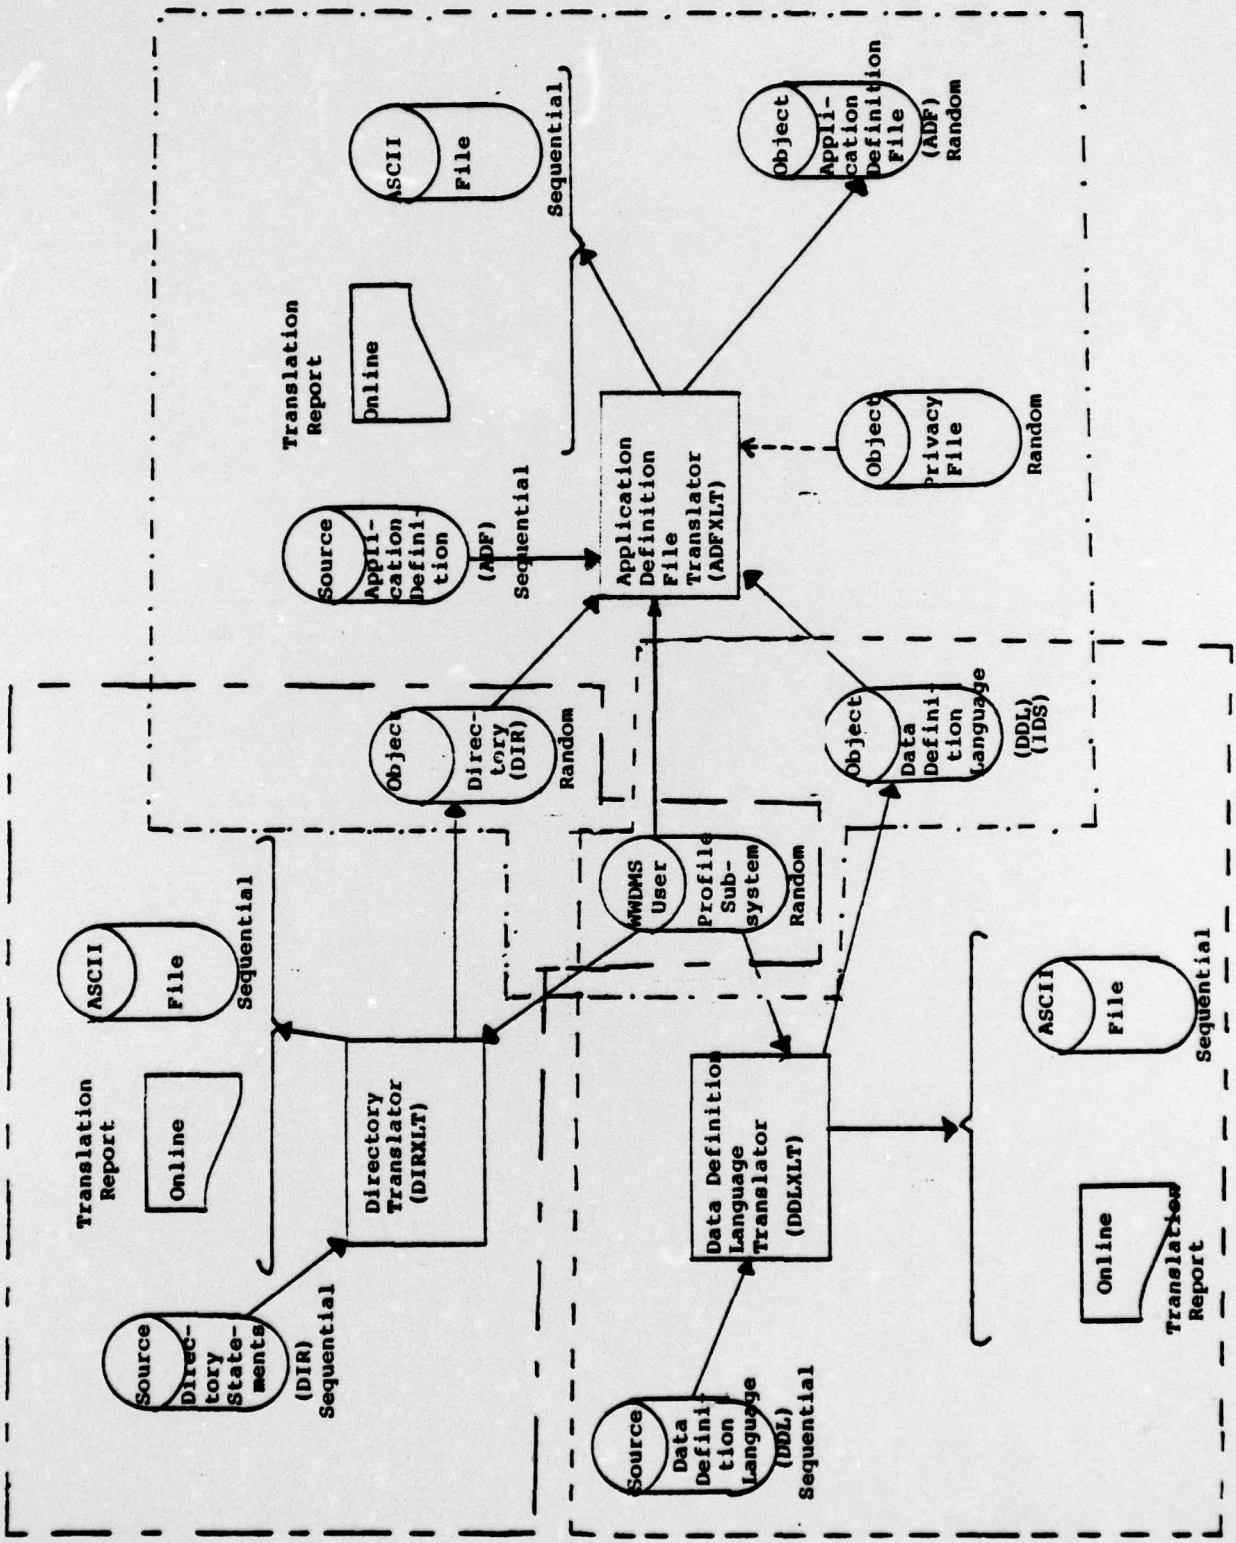 Source
Direc-
tory
State-
ments
(DIR)
Sequential
Translation
Report
Online
ASCII
File
Sequential
Directory
Translator
(DIRXLT)
Object
Direc-
tory
(DIR)
Random
Source
Data
Defini-
tion
Language
(DDL)
Sequential
Data Definition
Language
Translator
(DDLXLT)
WWDMS
User
Profile
Sub-
system
Random
Object
Data
Defini-
tion
Language
(DDL)
(IDS)
Online
Translation
Report
ASCII
File
Sequential
Source
Appli-
cation
Defini-
tion
(ADF)
Sequential
Translation
Report
Online
ASCII
File
Sequential
Application
Definition
File
Translator
(ADFXLT)
Object
Privacy
File
Random
Object
Appli-
cation
Definition
File
(ADF)
Random